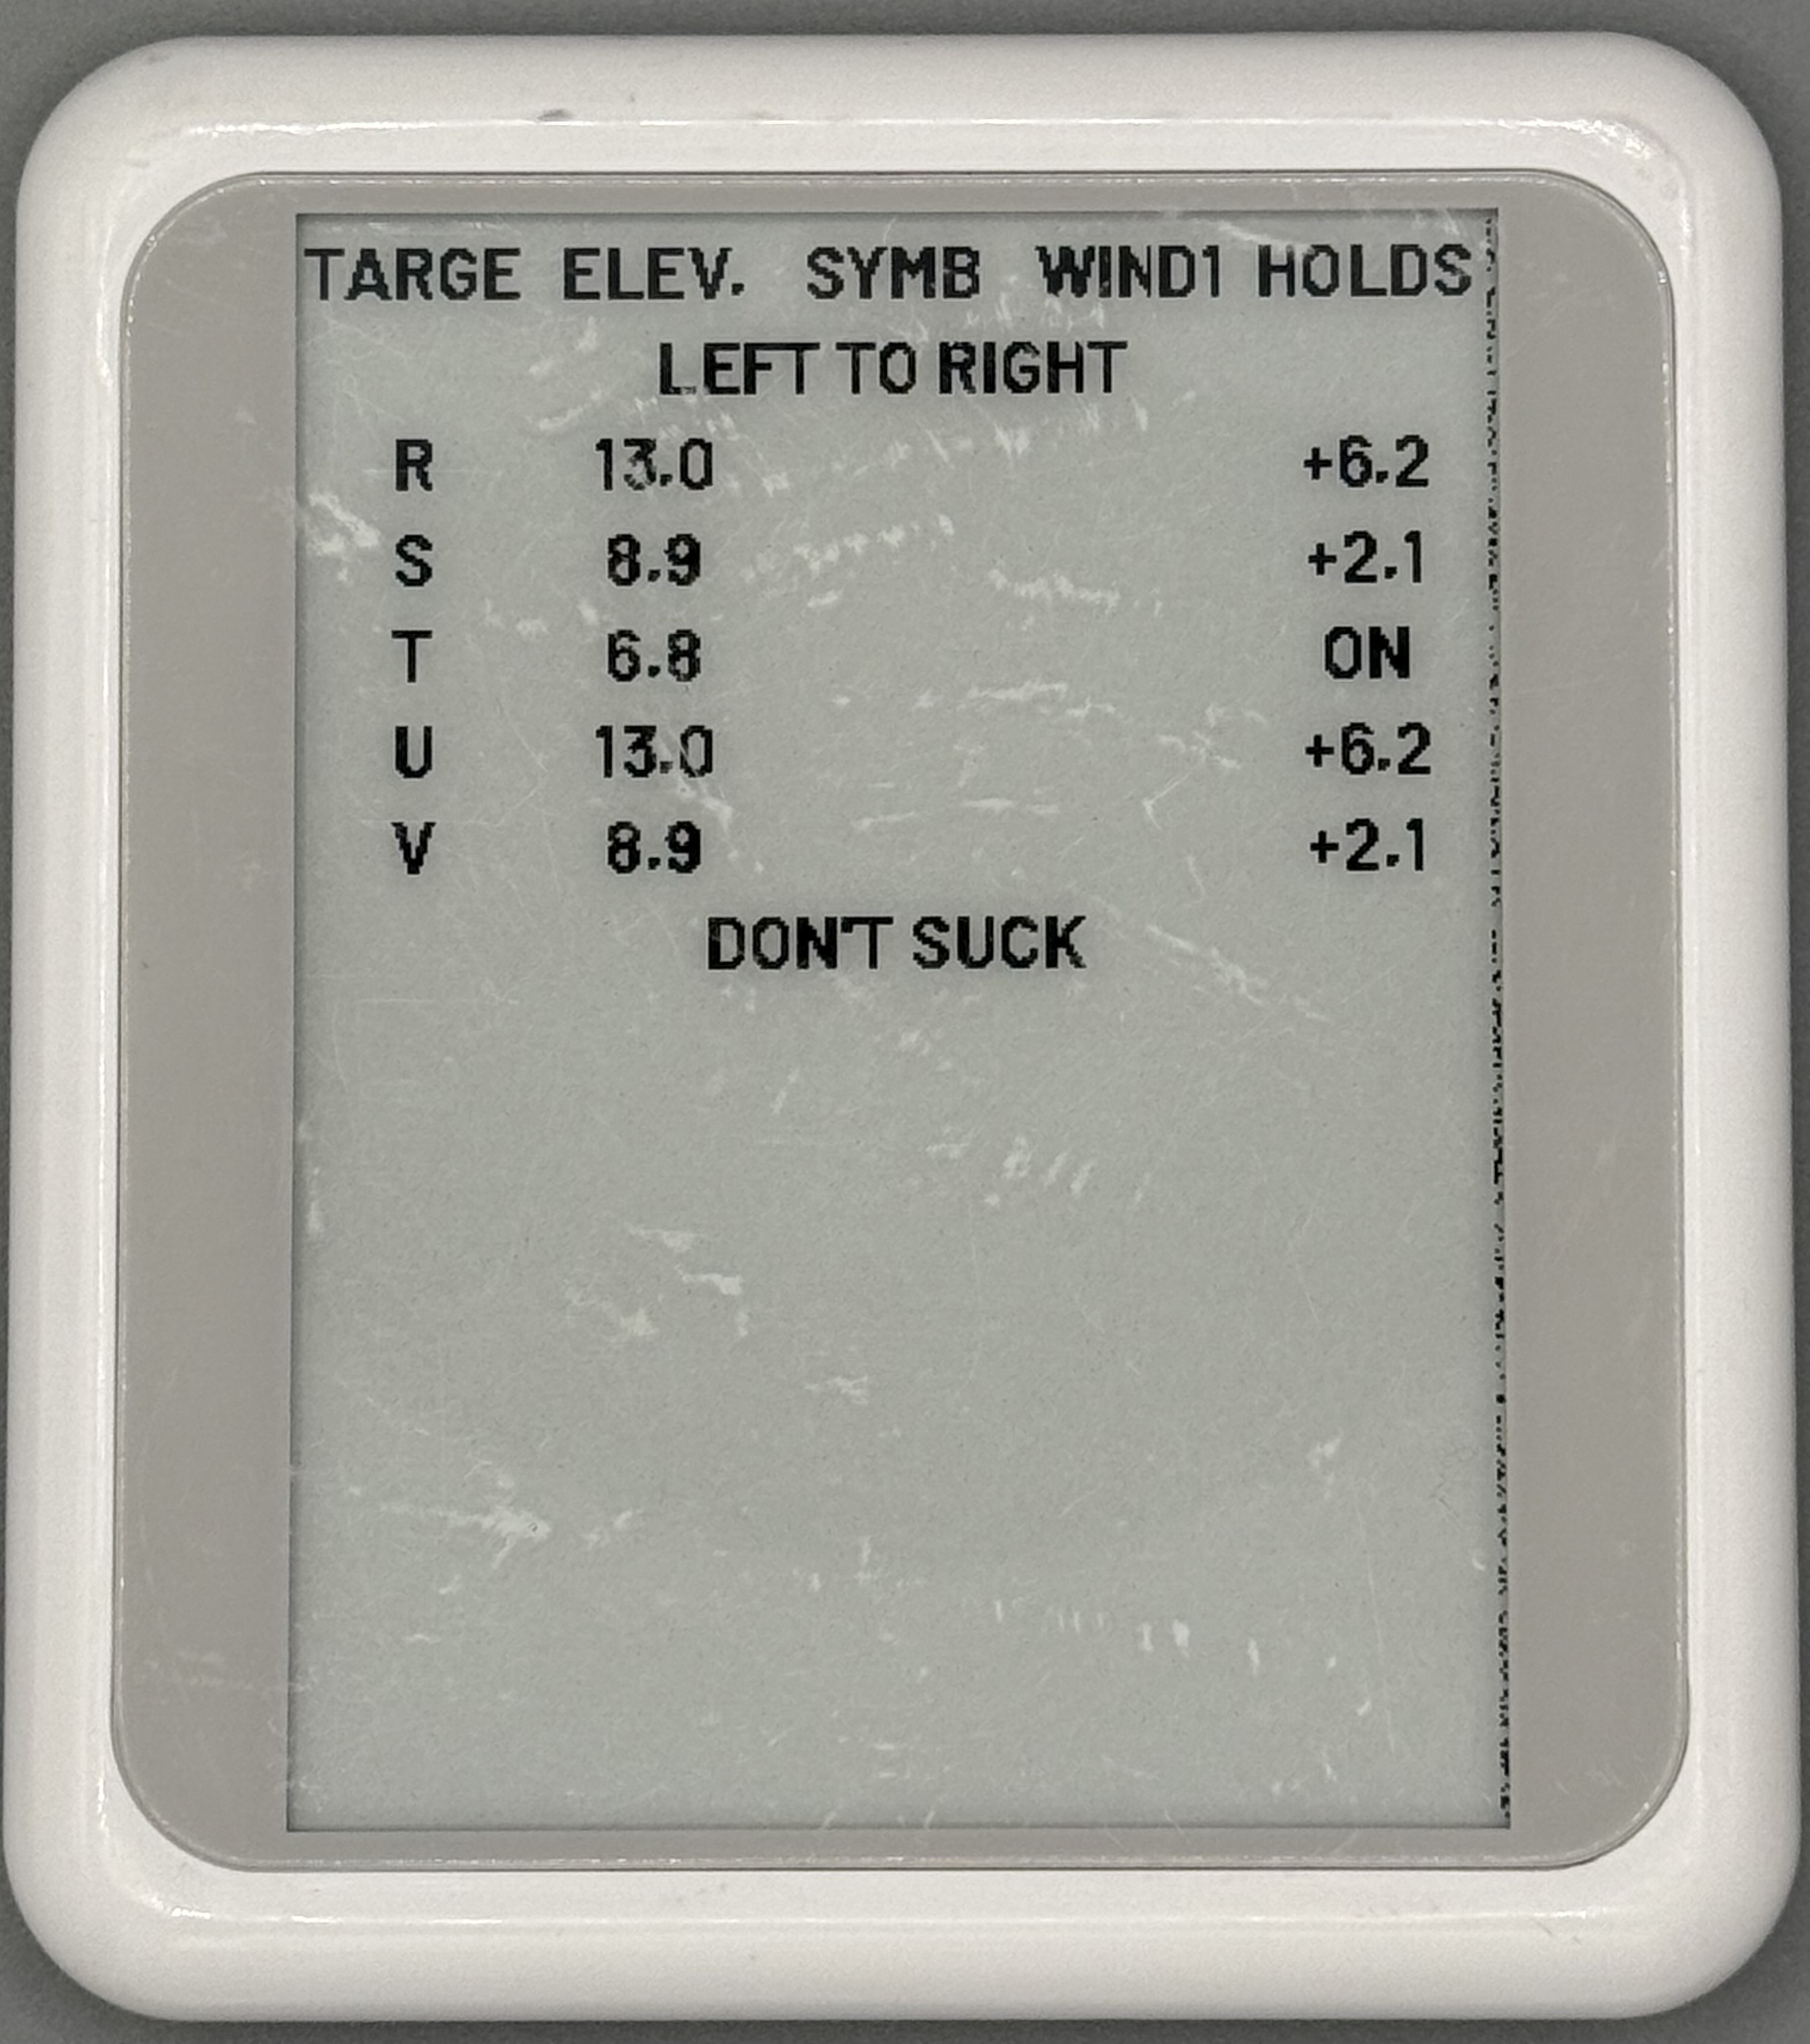 TARGE ELEV. SYMB WIND1 HOLDS
LEFT TO RIGHT
R 13.0 +6.2
S 8.9 +2.1
T 6.8 ON
U 13.0 +6.2
V 8.9 +2.1
DON'T SUCK